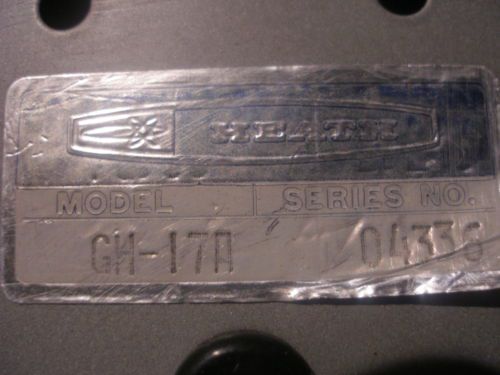 HEATH
MODEL SERIES NO.
GH-17A